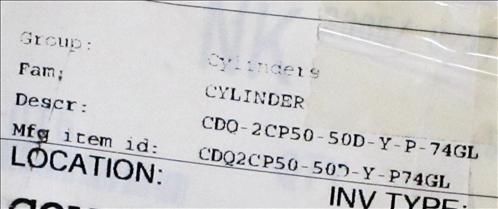 Group: Cylinders
Fam; CYLINDER
Descr: CDQ-2CP50-50D-Y-P-74GL
Mfg item id: CDQ2CP50-50D-Y-P74GL
LOCATION:
INV TYPE: